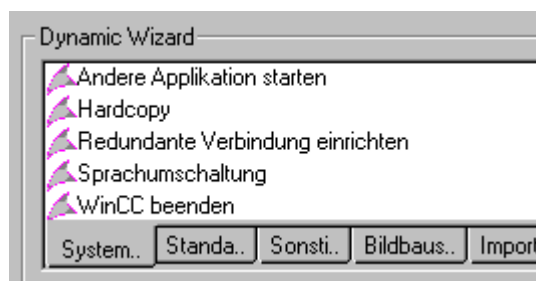 Dynamic Wizard
Andere Applikation starten
Hardcopy
Redundante Verbindung einrichten
Sprachumschaltung
WinCC beenden
System.. Standa.. Sonsti.. Bildbaus.. Import